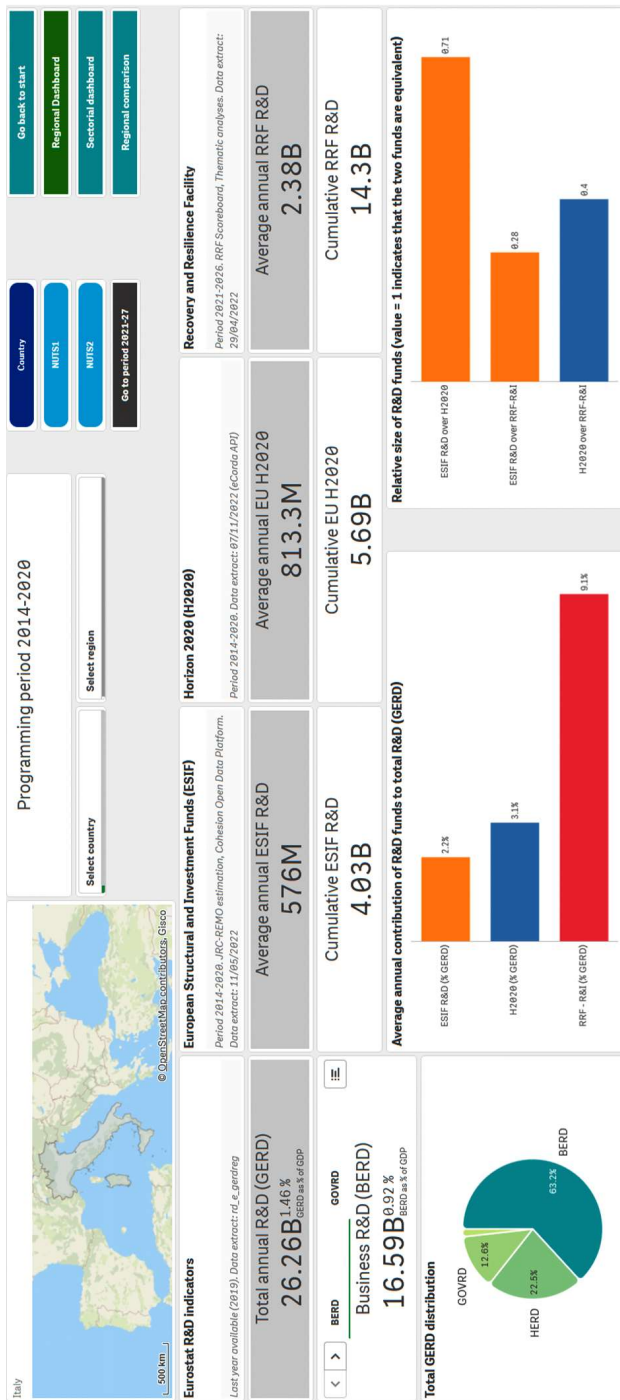 Italy
500 km
© OpenStreetMap contributors, Gisco
Programming period 2014-2020
Select country
Select region
Country
NUTS1
NUTS2
Go to period 2021-27
Go back to start
Regional Dashboard
Sectorial dashboard
Regional comparison
Eurostat R&D indicators
Last year available (2019). Data extract: rd_e_gerdreg
Total annual R&D (GERD)
26.26B 1.46 %
GERD as % of GDP
BERD
GOVRD
Business R&D (BERD)
16.59B 0.92 %
BERD as % of GDP
European Structural and Investment Funds (ESIF)
Period 2014-2020. JRC-REMO estimation, Cohesion Open Data Platform.
Data extract: 11/05/2022
Average annual ESIF R&D
576M
Cumulative ESIF R&D
4.03B
Horizon 2020 (H2020)
Period 2014-2020. Data extract: 07/11/2022 (eCorda API)
Average annual EU H2020
813.3M
Cumulative EU H2020
5.69B
Recovery and Resilience Facility
Period 2021-2026. RRF Scoreboard, Thematic analyses. Data extract:
29/04/2022
Average annual RRF R&D
2.38B
Cumulative RRF R&D
14.3B
Total GERD distribution
GOVRD
12.6%
HERD
22.5%
63.2%
BERD
Average annual contribution of R&D funds to total R&D (GERD)
ESIF R&D (% GERD)
2.2%
H2020 (% GERD)
3.1%
RRF - R&I (% GERD)
9.1%
Relative size of R&D funds (value = 1 indicates that the two funds are equivalent)
ESIF R&D over H2020
0.71
ESIF R&D over RRF-R&I
0.28
H2020 over RRF-R&I
0.4